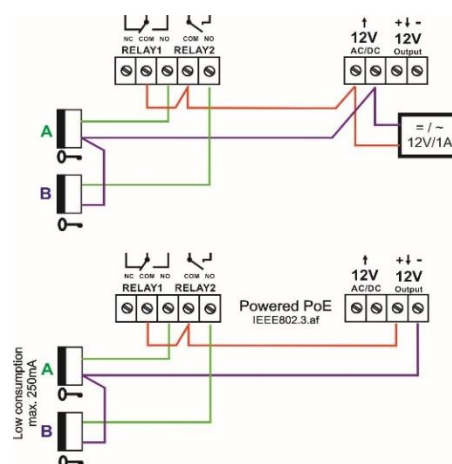 ↑ + ↓ -
NC COM NO COM NO 12V 12V
RELAY1 RELAY2 AC/DC Output
A
= / ~
12V/1A
B
↑ + ↓ -
NC COM NO COM NO 12V 12V
RELAY1 RELAY2 AC/DC Output
Powered PoE
IEEE802.3.af
Low consumption
max. 250mA
A
B